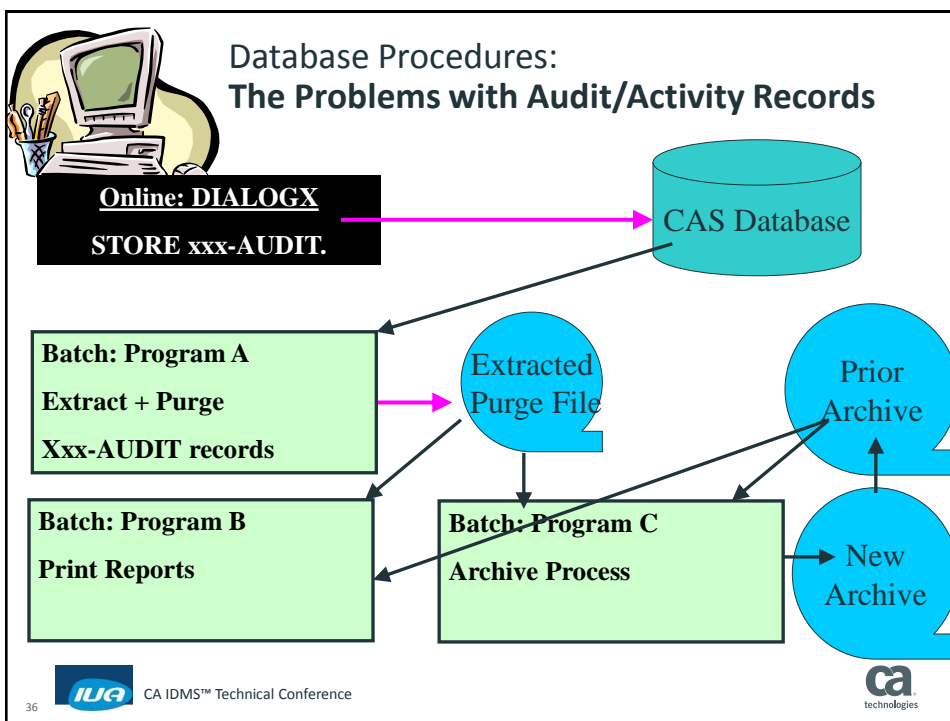 Database Procedures:
The Problems with Audit/Activity Records
Online: DIALOGX
STORE xxx-AUDIT.
CAS Database
Batch: Program A
Extract + Purge
Xxx-AUDIT records
Extracted
Purge File
Prior
Archive
Batch: Program B
Print Reports
Batch: Program C
Archive Process
New
Archive
36
IUA
CA IDMS™ Technical Conference
ca
technologies